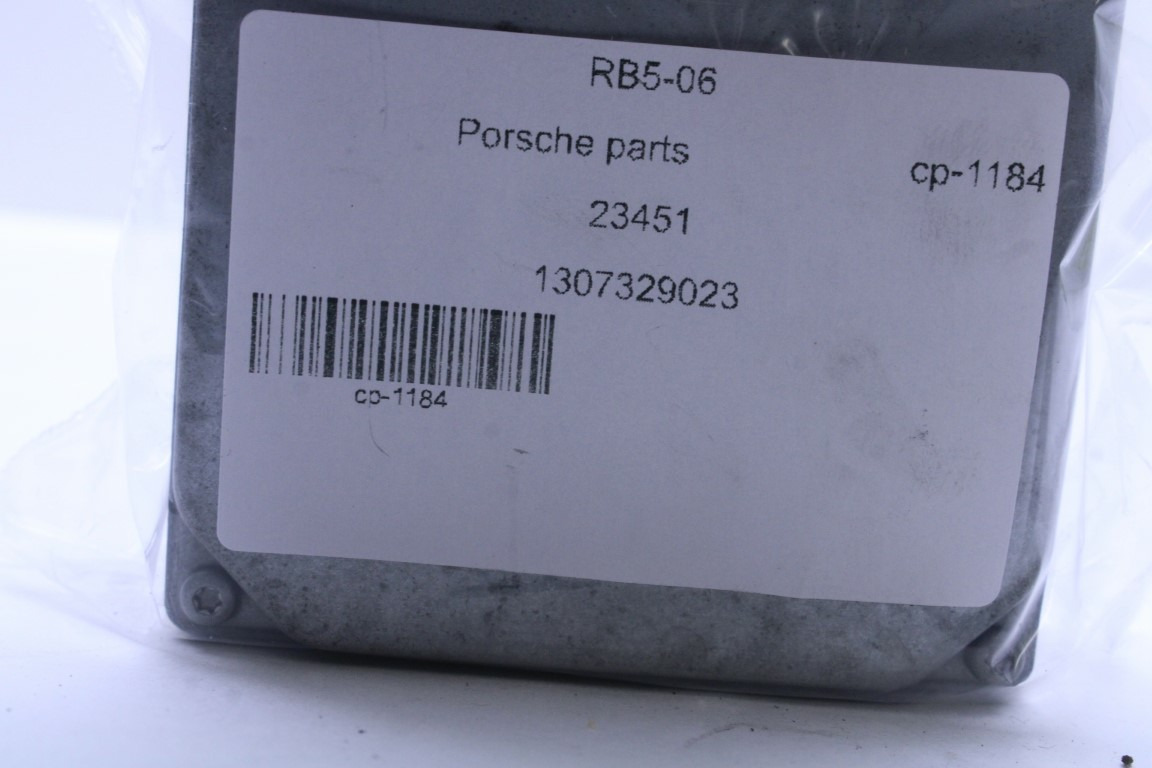 RB5-06
Porsche parts
cp-1184
23451
1307329023
cp-1184